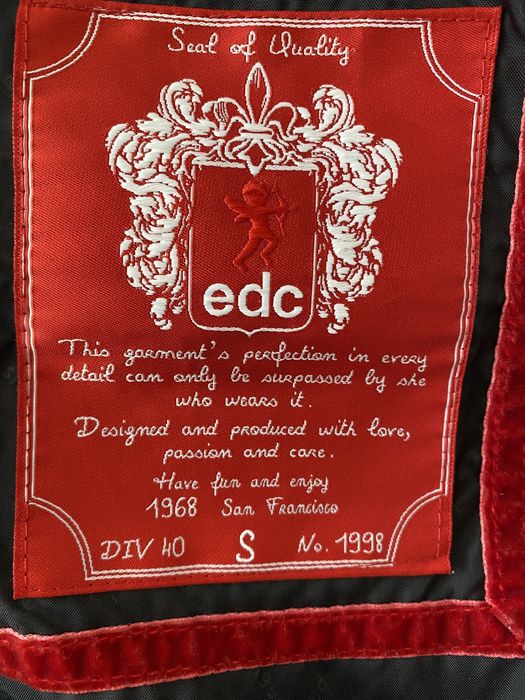 Seal of Quality
edc
This garment's perfection in every
detail can only be surpassed by she
who wears it.
Designed and produced with love,
passion and care.
Have fun and enjoy
1968 San Francisco
DIV 40 S No. 1998